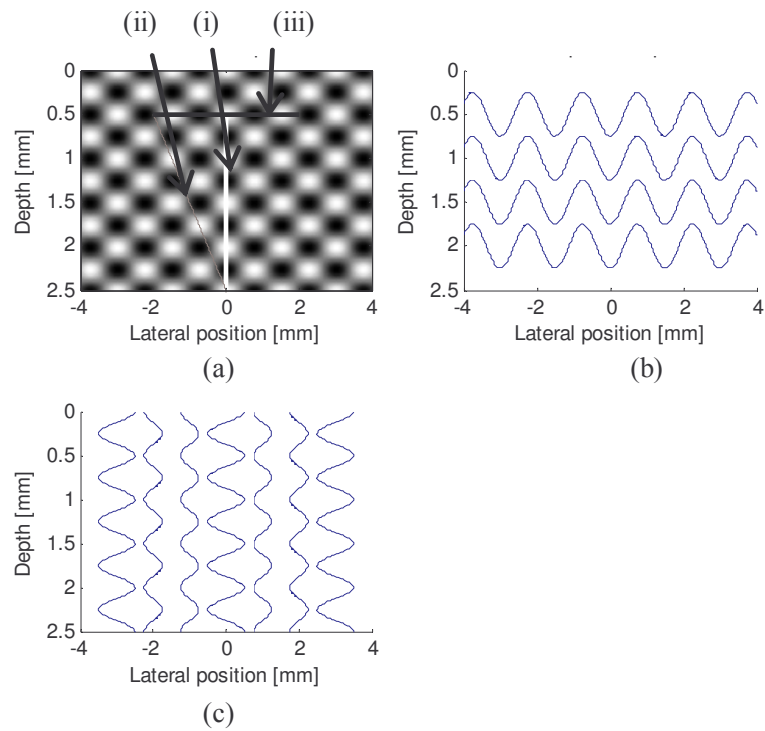 (ii) (i) (iii)
0
0.5
1
1.5
2
2.5
Depth [mm]
-4 -2 0 2 4
Lateral position [mm]
(a)
0
0.5
1
1.5
2
2.5
Depth [mm]
-4 -2 0 2 4
Lateral position [mm]
(b)
0
0.5
1
1.5
2
2.5
Depth [mm]
-4 -2 0 2 4
Lateral position [mm]
(c)